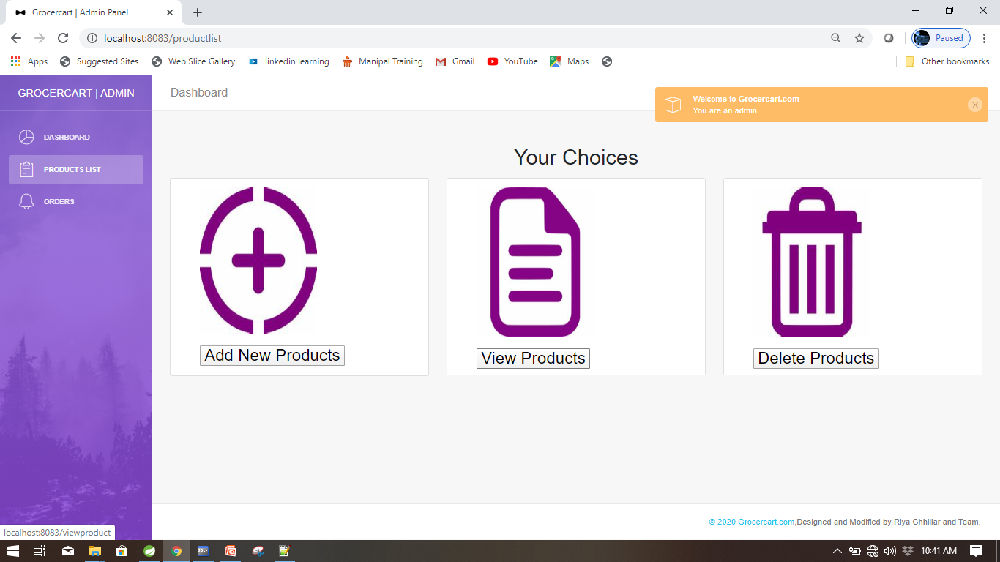 Grocercart | Admin Panel
localhost:8083/productlist
Paused
Apps
Suggested Sites
Web Slice Gallery
linkedin learning
Manipal Training
Gmail
YouTube
Maps
Other bookmarks
GROCERCART | ADMIN
Dashboard
Welcome to Grocercart.com -
You are an admin.
DASHBOARD
PRODUCTS LIST
ORDERS
Your Choices
Add New Products
View Products
Delete Products
© 2020 Grocercart.com,Designed and Modified by Riya Chhillar and Team.
localhost:8083/viewproduct
10:41 AM